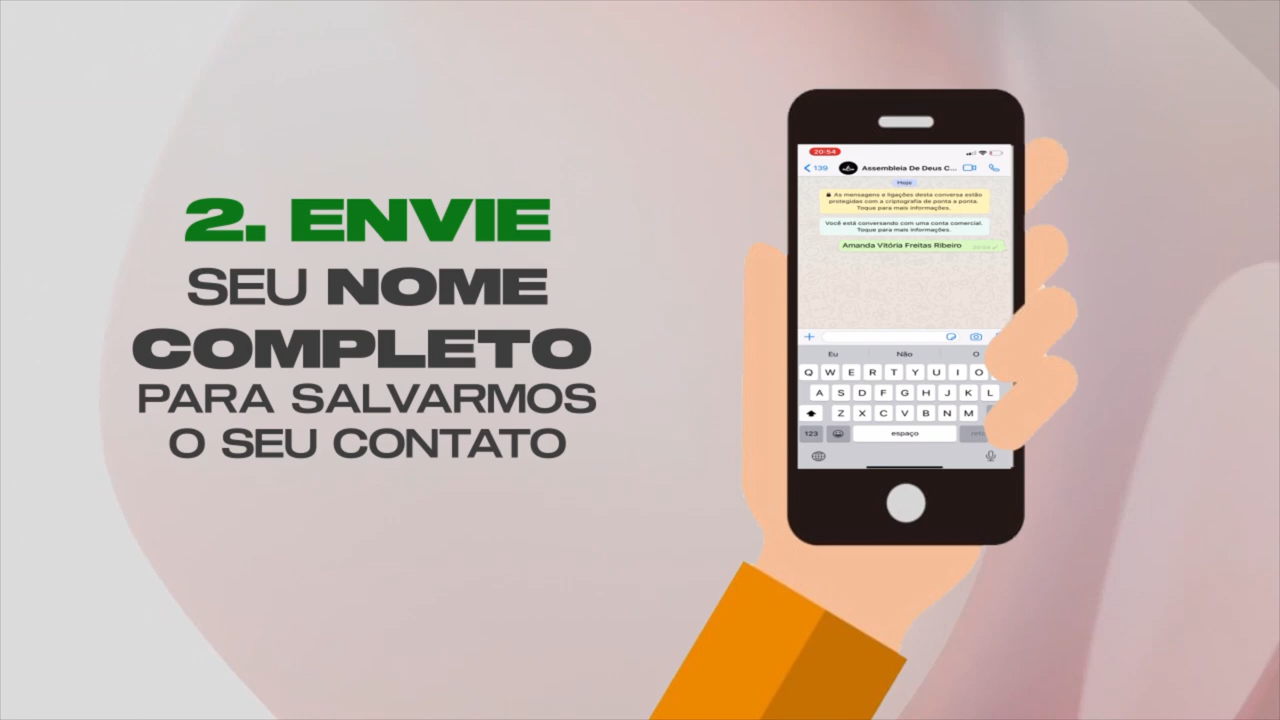 2. ENVIE
SEU NOME
COMPLETO
PARA SALVARMOS
O SEU CONTATO
20:54
139
Assembleia De Deus C...
Hoje
As mensagens e ligações desta conversa estão
protegidas com a criptografia de ponta a ponta.
Toque para mais informações.
Você está conversando com uma conta comercial.
Toque para mais informações.
Amanda Vitória Freitas Ribeiro
20:54
Eu Não O
Q W E R T Y U I O
A S D F G H J K L
Z X C V B N M
123 espaço